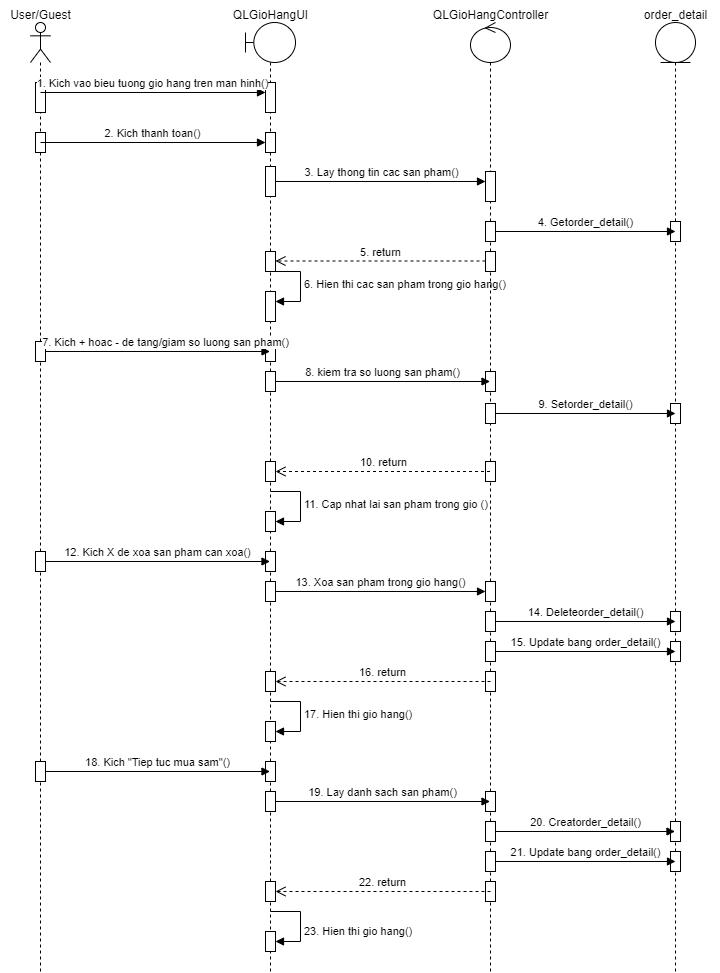 User/Guest
QLGioHangUI
QLGioHangController
order_detail
1. Kich vao bieu tuong gio hang tren man hinh()
2. Kich thanh toan()
3. Lay thong tin cac san pham()
4. Getorder_detail()
5. return
6. Hien thi cac san pham trong gio hang()
7. Kich + hoac - de tang/giam so luong san pham()
8. kiem tra so luong san pham()
9. Setorder_detail()
10. return
11. Cap nhat lai san pham trong gio ()
12. Kich X de xoa san pham can xoa()
13. Xoa san pham trong gio hang()
14. Deleteorder_detail()
15. Update bang order_detail()
16. return
17. Hien thi gio hang()
18. Kich "Tiep tuc mua sam"()
19. Lay danh sach san pham()
20. Creatorder_detail()
21. Update bang order_detail()
22. return
23. Hien thi gio hang()